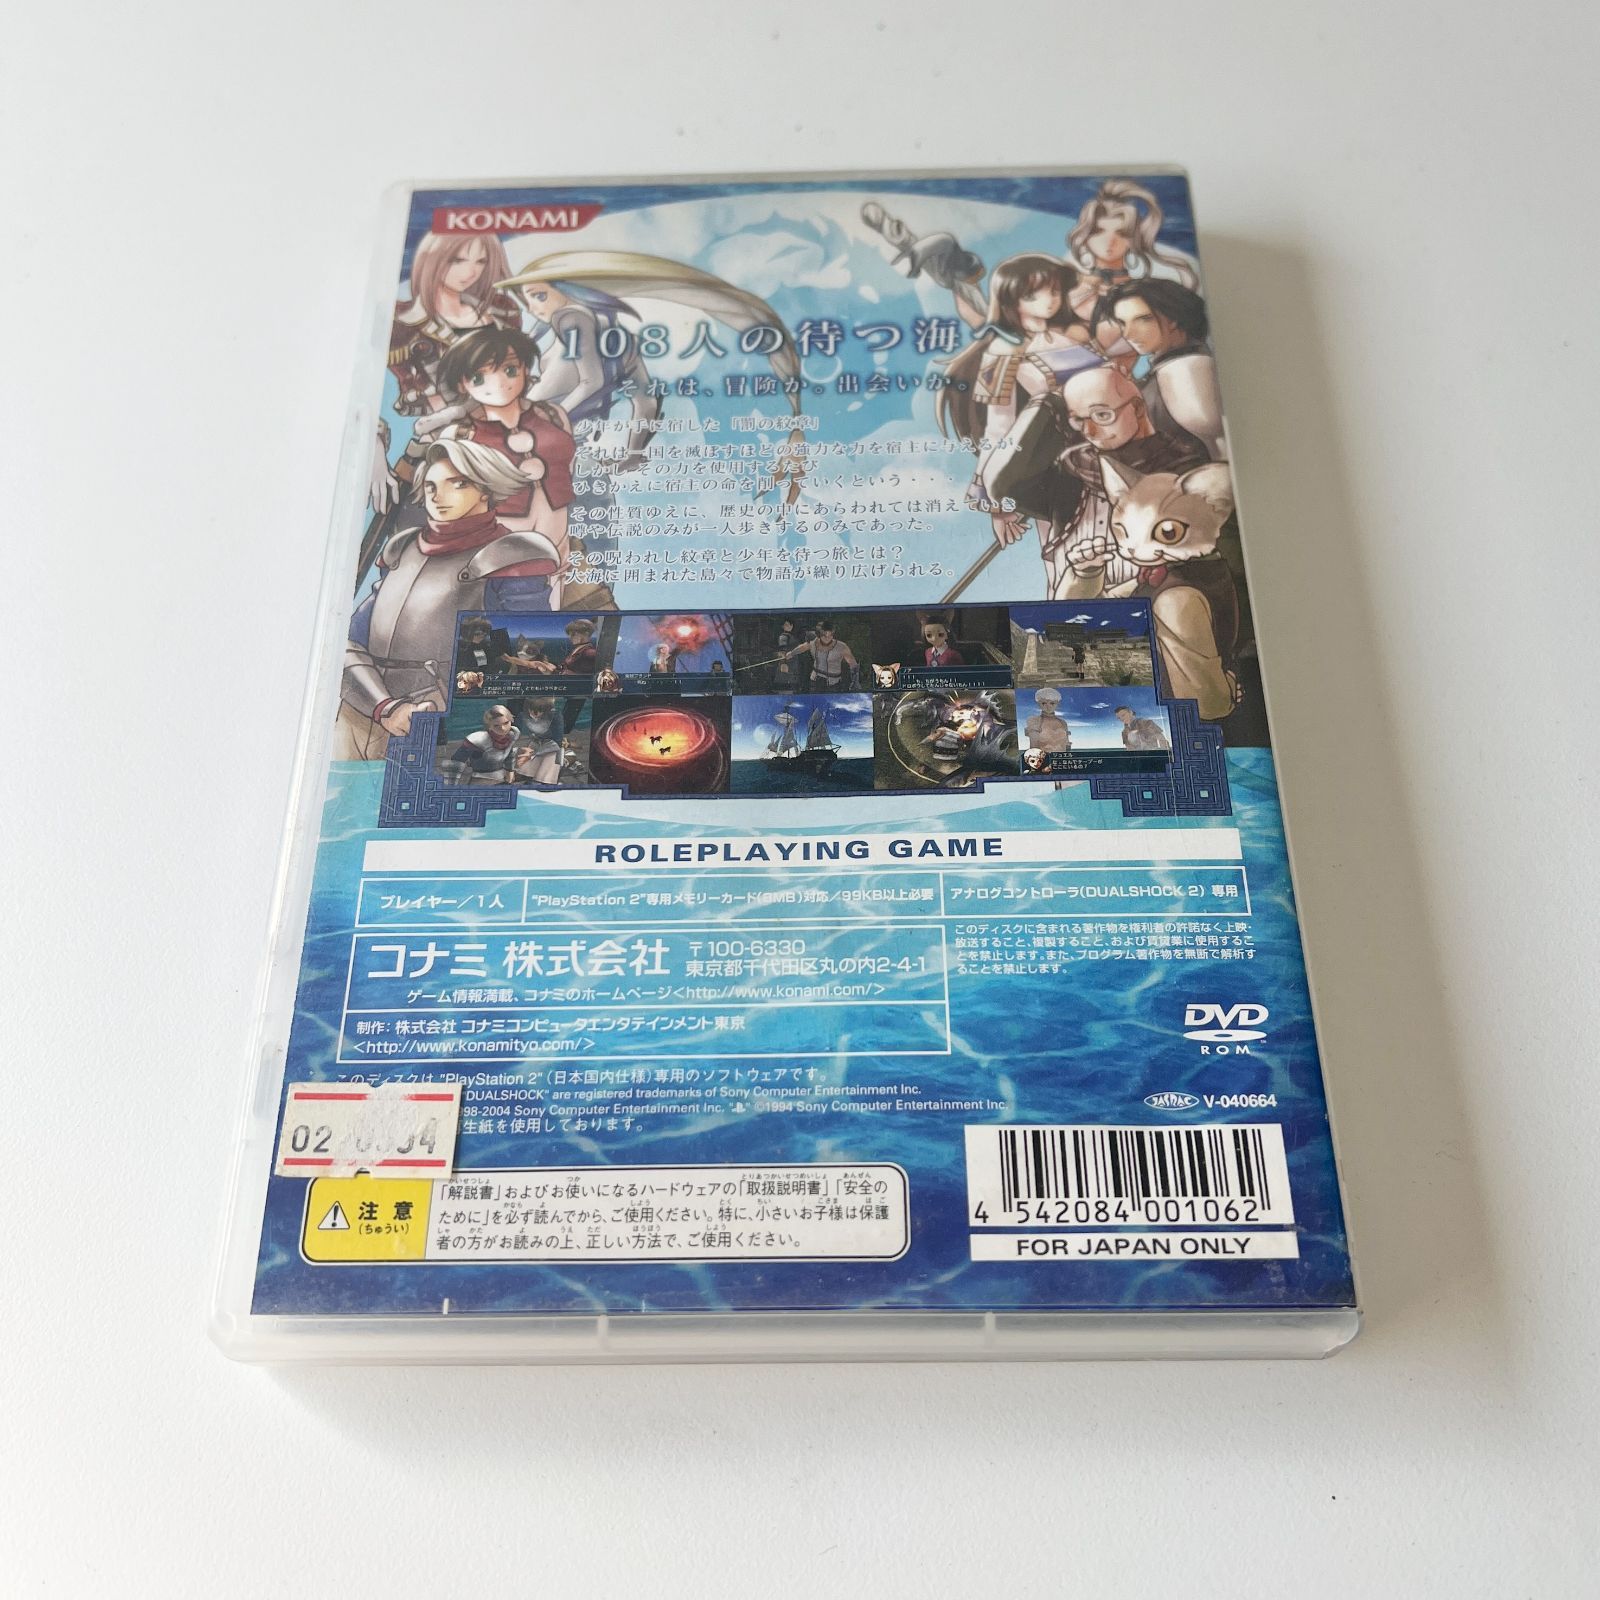 KONAMI
108人の待つ海へ
それは、冒険か。出会いか。
少年が手に宿した「闇の紋章」
それは一国を滅ぼすほどの強力な力を宿主に与えるが、
しかし その力を使用するたび
ひきかえに宿主の命を削っていくという・・・
その性質ゆえに、歴史の中にあらわれては消えていき
噂や伝説のみが一人歩きするのみであった。
その呪われし紋章と少年を待つ旅とは？
大海に囲まれた島々で物語が繰り広げられる。
ROLEPLAYING GAME
プレイヤー／1人
"PlayStation 2"専用メモリーカード(8MB)対応／99KB以上必要
アナログコントローラ(DUALSHOCK 2) 専用
コナミ 株式会社
〒100-6330
東京都千代田区丸の内2-4-1
ゲーム情報満載、コナミのホームページ<http://www.konami.com/>
制作：株式会社 コナミコンピュータエンタテインメント東京
<http://www.konamityo.com/>
このディスクに含まれる著作物を権利者の許諾なく上映・
放送すること、複製すること、および賃貸業に使用するこ
とを禁止します。また、プログラム著作物を無断で解析す
ることを禁止します。
DVD
ROM
このディスクは "PlayStation 2" (日本国内仕様) 専用のソフトウェアです。
"DUALSHOCK" are registered trademarks of Sony Computer Entertainment Inc.
98-2004 Sony Computer Entertainment Inc. ©1994 Sony Computer Entertainment Inc.
生紙を使用しております。
JASRAC V-040664
02
注意
(ちゅうい)
「解説書」およびお使いになるハードウェアの「取扱説明書」「安全の
ために」を必ず読んでから、ご使用ください。特に、小さいお子様は保護
者の方がお読みの上、正しい方法で、ご使用ください。
4 542084 001062
FOR JAPAN ONLY